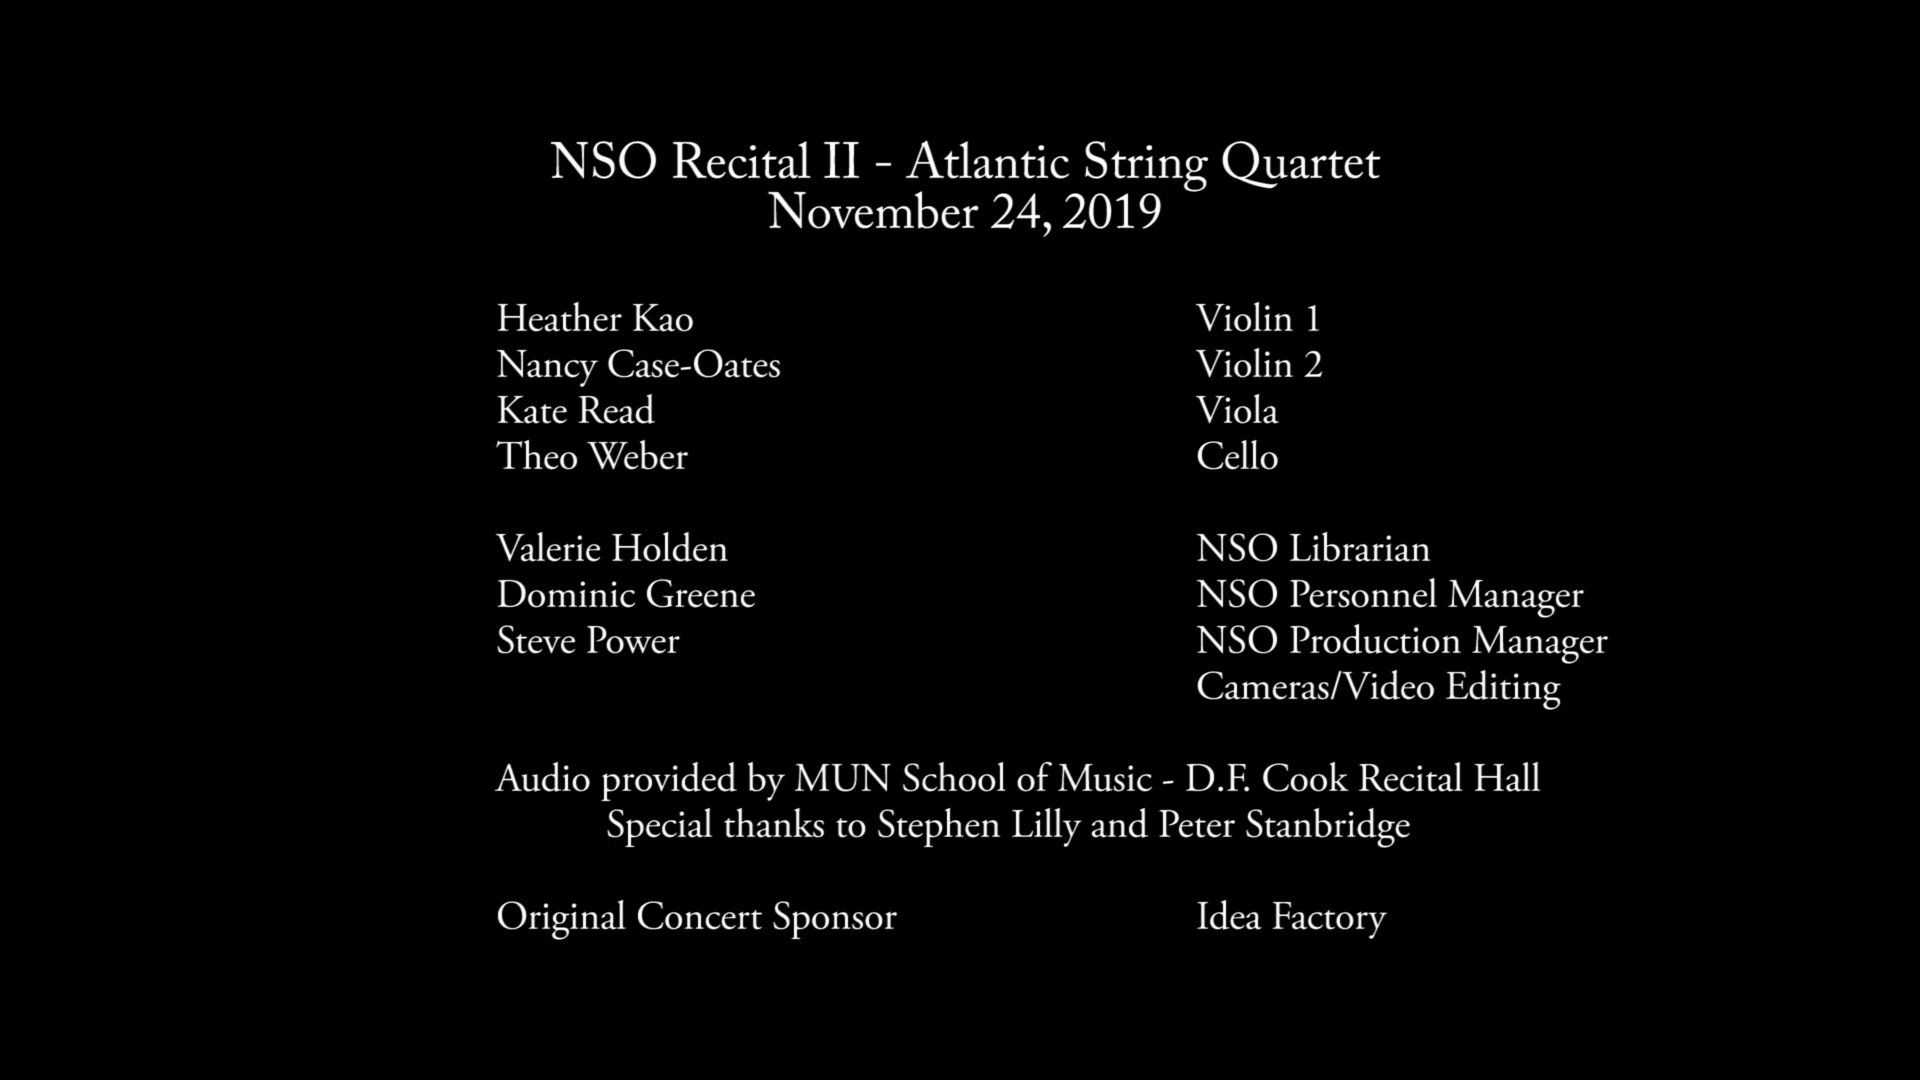 NSO Recital II - Atlantic String Quartet
November 24, 2019
Heather Kao Violin 1
Nancy Case-Oates Violin 2
Kate Read Viola
Theo Weber Cello
Valerie Holden NSO Librarian
Dominic Greene NSO Personnel Manager
Steve Power NSO Production Manager
Cameras/Video Editing
Audio provided by MUN School of Music - D.F. Cook Recital Hall
Special thanks to Stephen Lilly and Peter Stanbridge
Original Concert Sponsor Idea Factory